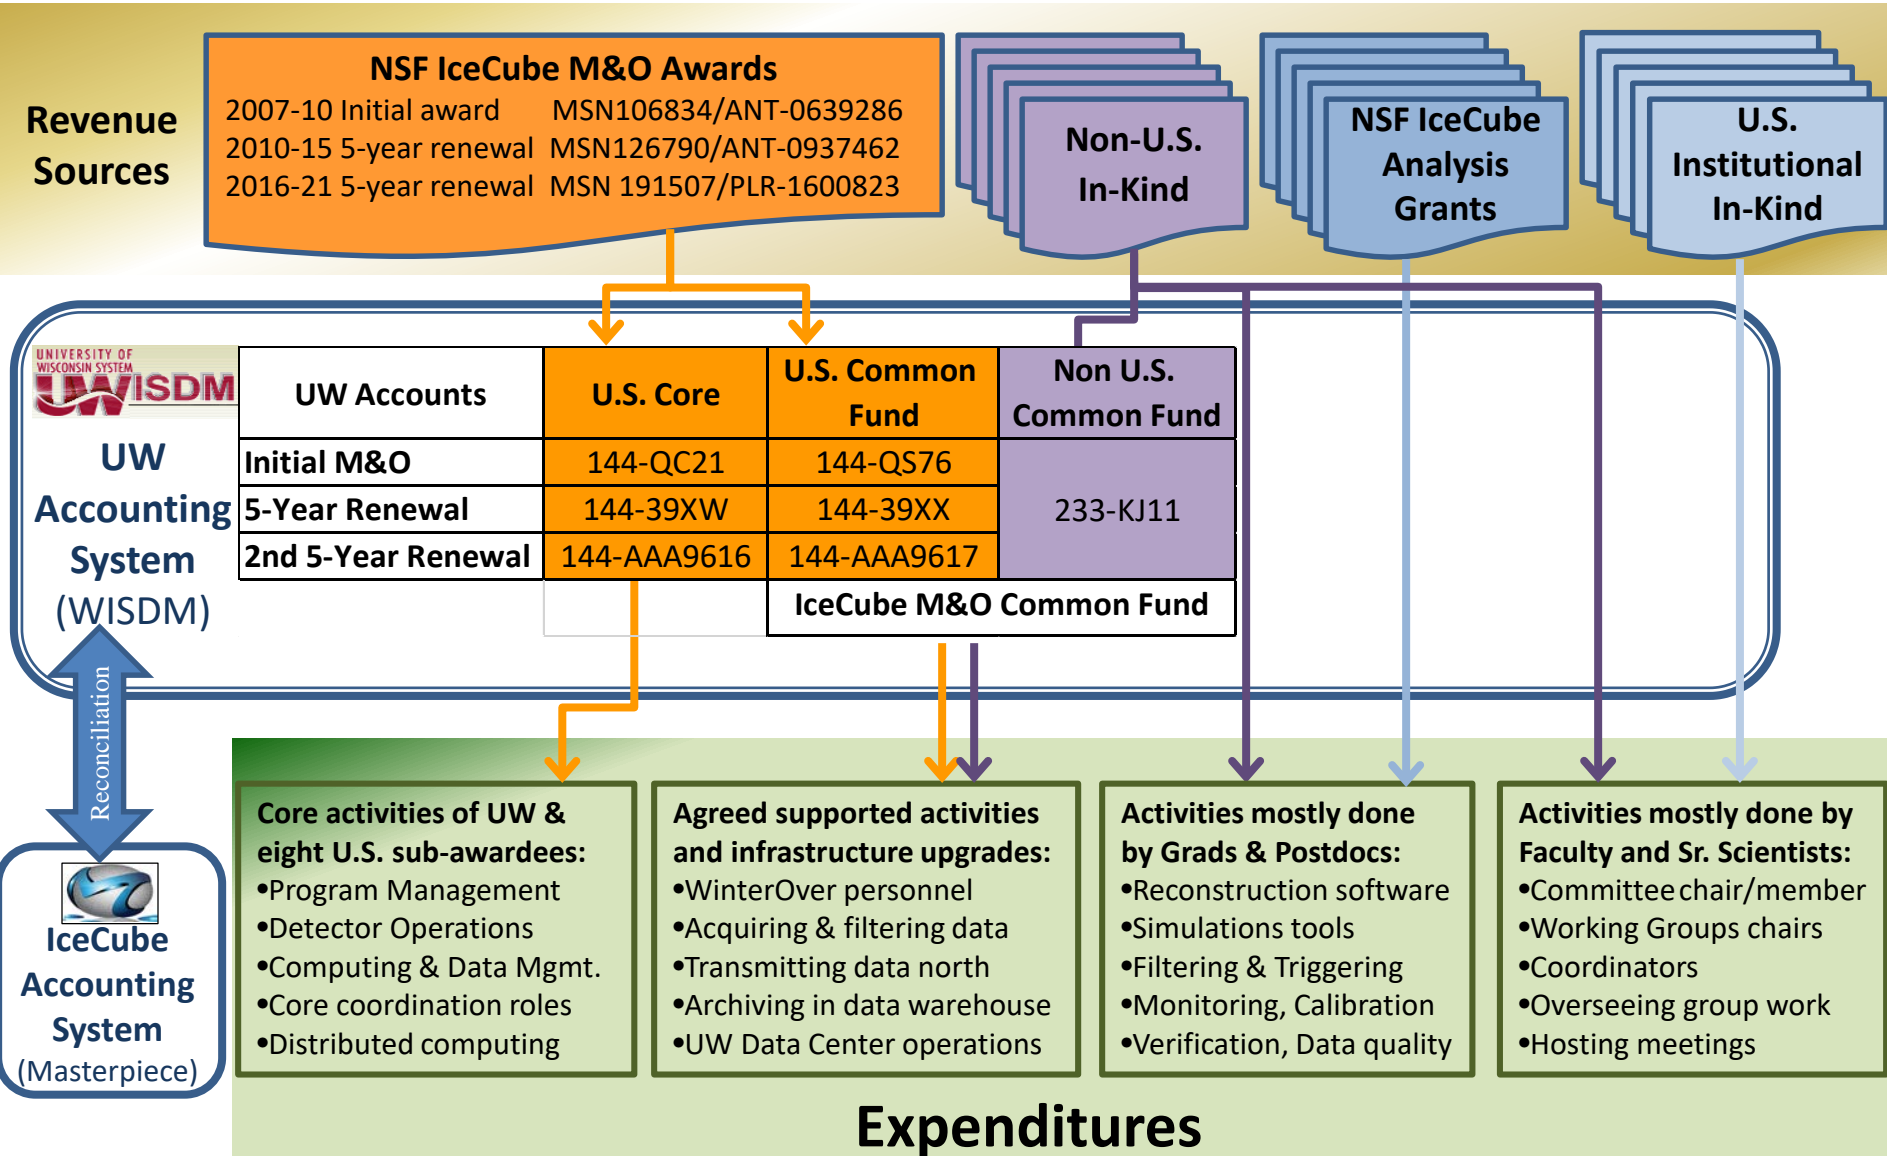 Revenue
Sources
NSF IceCube M&O Awards
2007-10 Initial award MSN106834/ANT-0639286
2010-15 5-year renewal MSN126790/ANT-0937462
2016-21 5-year renewal MSN 191507/PLR-1600823
Non-U.S.
In-Kind
NSF IceCube
Analysis
Grants
U.S.
Institutional
In-Kind
UNIVERSITY OF
WISCONSIN SYSTEM
UWISDM
UW
Accounting
System
(WISDM)
UW Accounts
U.S. Core
U.S. Common
Fund
Non U.S.
Common Fund
Initial M&O 144-QC21 144-QS76
5-Year Renewal 144-39XW 144-39XX 233-KJ11
2nd 5-Year Renewal 144-AAA9616 144-AAA9617
IceCube M&O Common Fund
Reconciliation
IceCube
Accounting
System
(Masterpiece)
Core activities of UW &
eight U.S. sub-awardees:
•Program Management
•Detector Operations
•Computing & Data Mgmt.
•Core coordination roles
•Distributed computing
Agreed supported activities
and infrastructure upgrades:
•WinterOver personnel
•Acquiring & filtering data
•Transmitting data north
•Archiving in data warehouse
•UW Data Center operations
Activities mostly done
by Grads & Postdocs:
•Reconstruction software
•Simulations tools
•Filtering & Triggering
•Monitoring, Calibration
•Verification, Data quality
Activities mostly done by
Faculty and Sr. Scientists:
•Committee chair/member
•Working Groups chairs
•Coordinators
•Overseeing group work
•Hosting meetings
Expenditures